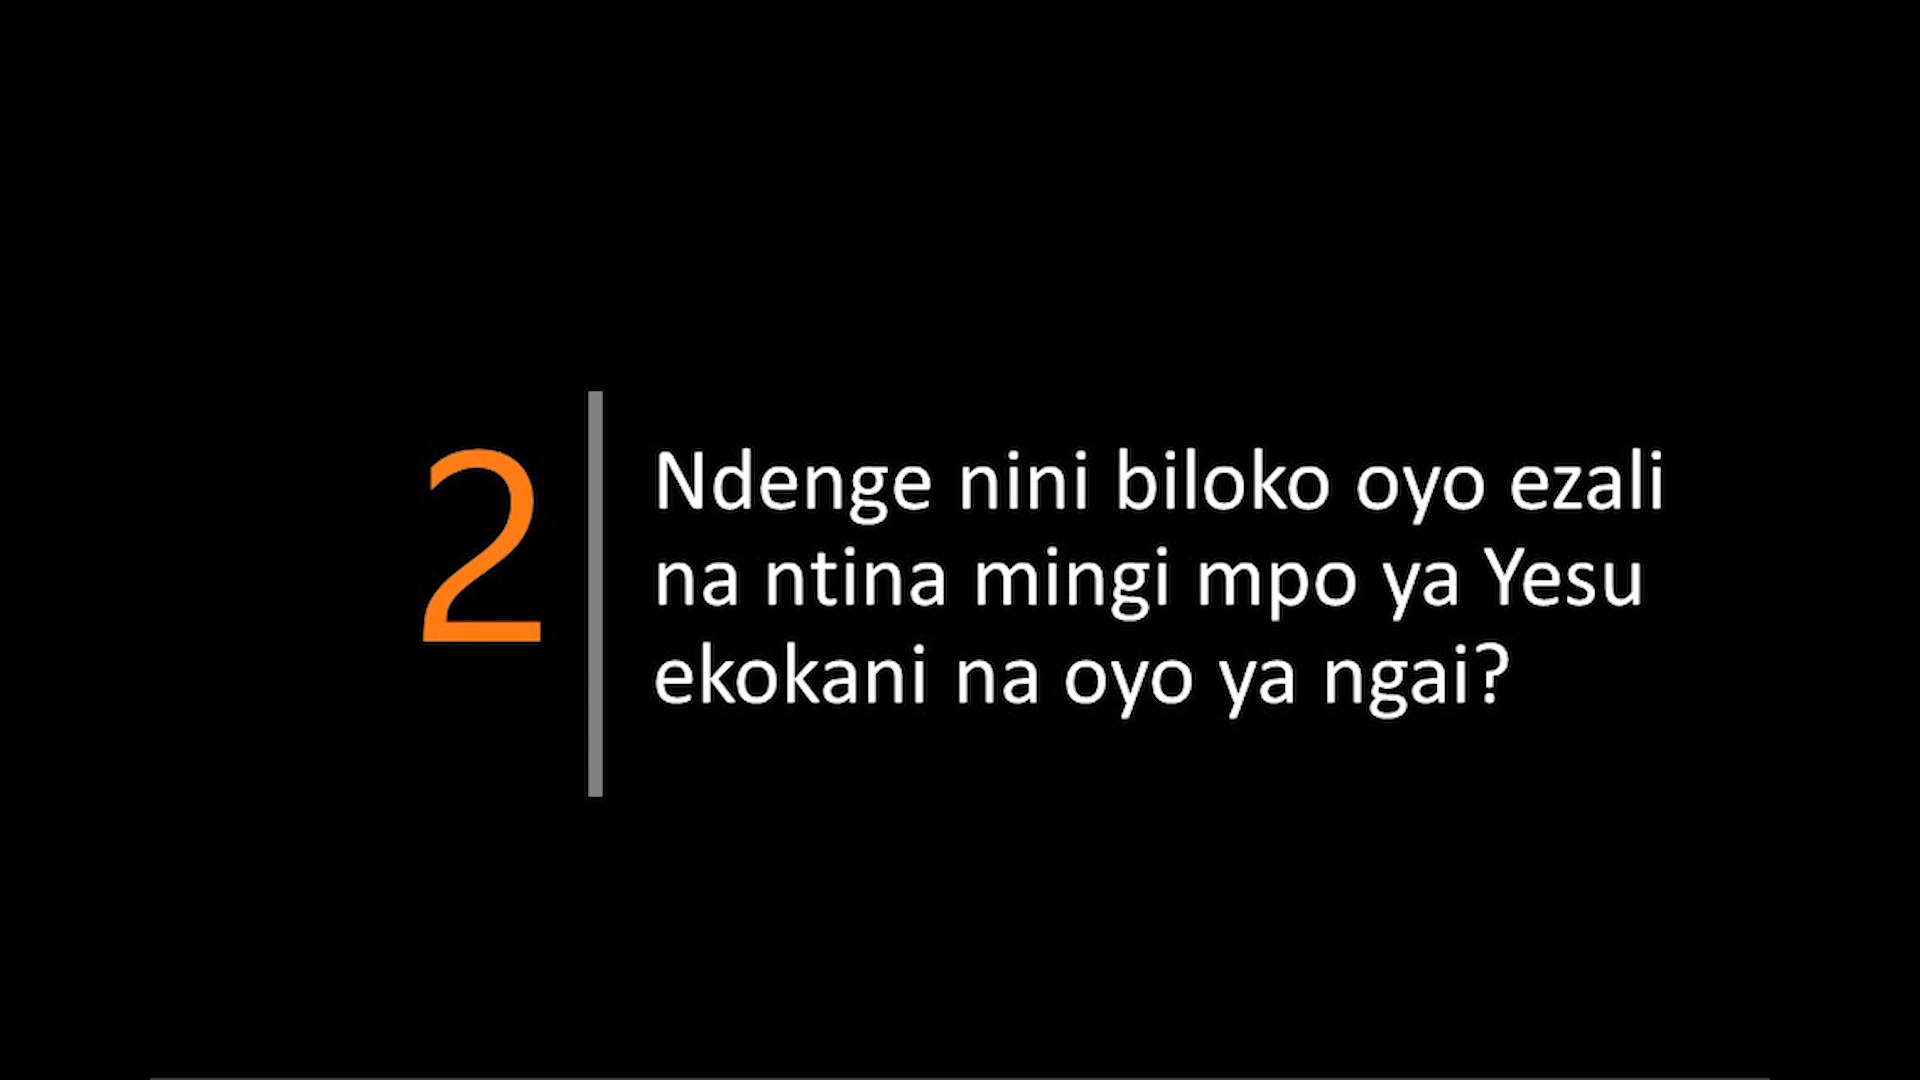 2
Ndenge nini biloko oyo ezali
na ntina mingi mpo ya Yesu
ekokani na oyo ya ngai?